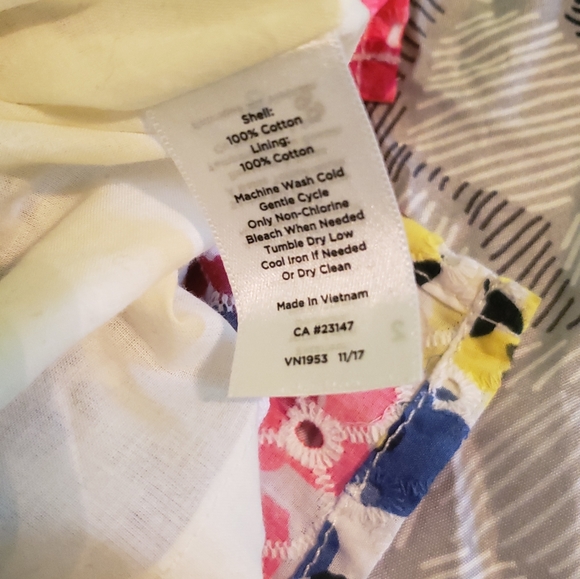 Shell:
100% Cotton
Lining:
100% Cotton
Machine Wash Cold
Gentle Cycle
Only Non-Chlorine
Bleach When Needed
Tumble Dry Low
Cool Iron If Needed
Or Dry Clean
Made In Vietnam
CA #23147
VN1953 11/17